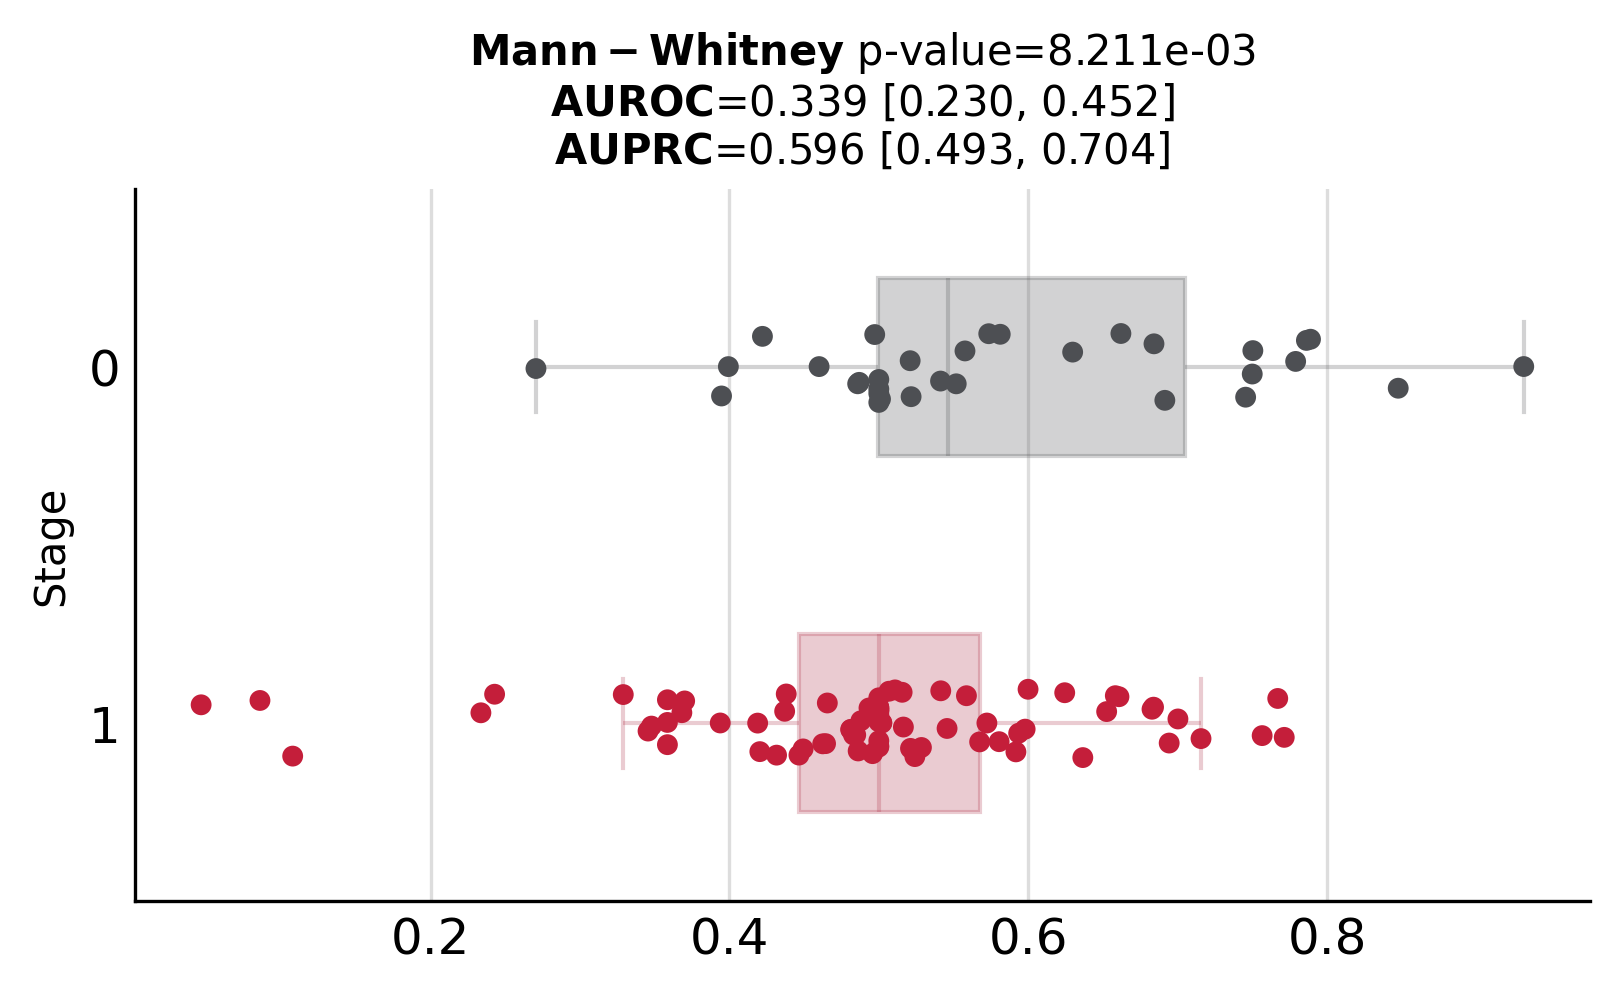 Mann − Whitney p-value=8.211e-03
AUROC=0.339 [0.230, 0.452]
AUPRC=0.596 [0.493, 0.704]
0
Stage
1
0.2 0.4 0.6 0.8